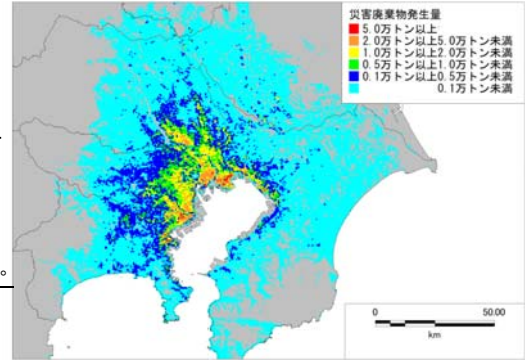 災害廃棄物発生量
5.0万トン以上
2.0万トン以上5.0万トン未満
1.0万トン以上2.0万トン未満
0.5万トン以上1.0万トン未満
0.1万トン以上0.5万トン未満
0.1万トン未満
0 50.00
km